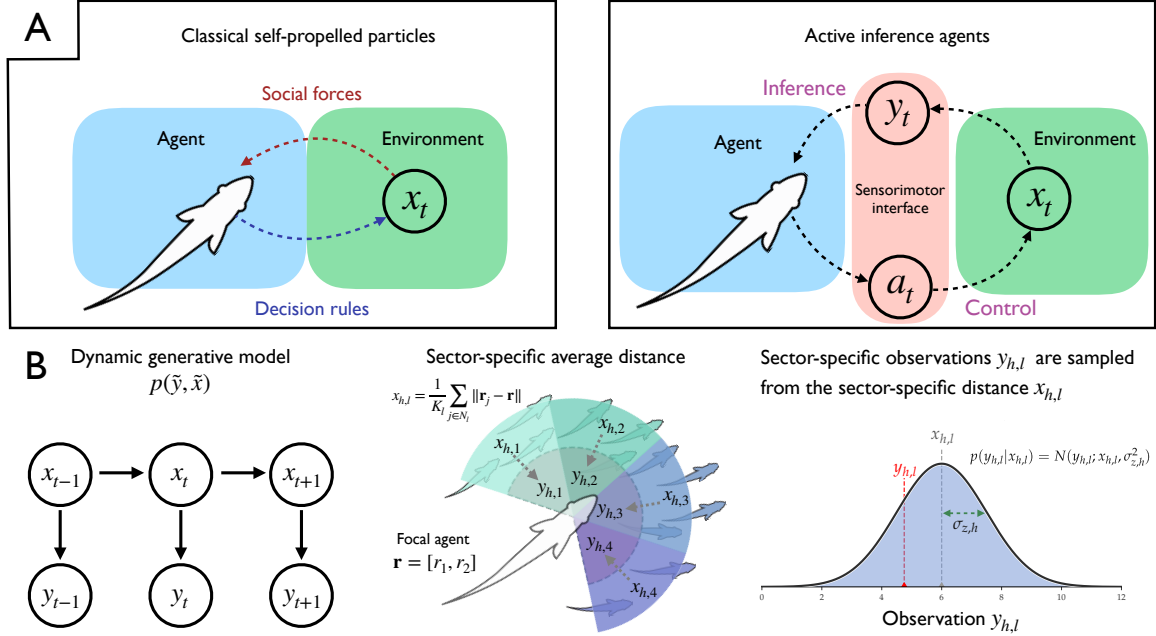 A
Classical self-propelled particles
Social forces
Agent
Environment
x_t
Decision rules
Active inference agents
Inference
y_t
Agent
Environment
Sensorimotor
interface
x_t
a_t
Control
B
Dynamic generative model
p(ỹ, x̃)
x_{t−1}
x_t
x_{t+1}
y_{t−1}
y_t
y_{t+1}
Sector-specific average distance
x_{h,l} = \frac{1}{K_l} \sum_{j∈N_l} ‖r_j − r‖
x_{h,1}
x_{h,2}
y_{h,1}
y_{h,2}
y_{h,3}
x_{h,3}
y_{h,4}
x_{h,4}
Focal agent
r = [r_1, r_2]
Sector-specific observations y_{h,l} are sampled
from the sector-specific distance x_{h,l}
x_{h,l}
p(y_{h,l}|x_{h,l}) = N(y_{h,l}; x_{h,l}, σ²_{z,h})
y_{h,l}
σ_{z,h}
0 2 4 6 8 10 12
Observation y_{h,l}